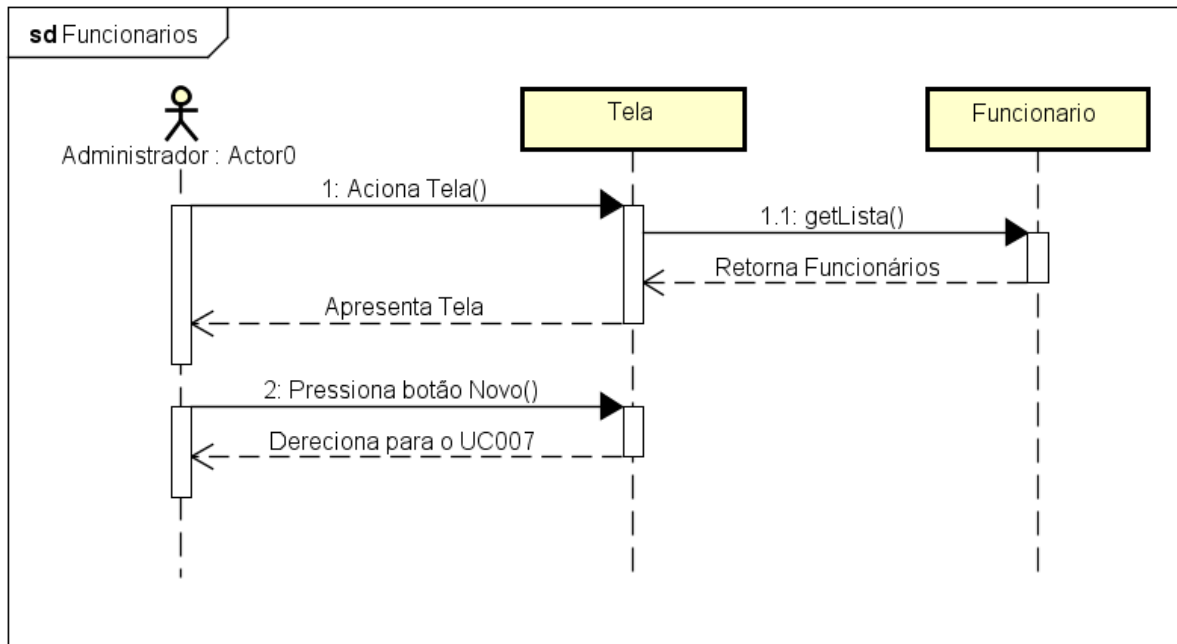 sd Funcionarios
Administrador : Actor0
Tela
Funcionario
1: Aciona Tela()
1.1: getLista()
Retorna Funcionários
Apresenta Tela
2: Pressiona botão Novo()
Dereciona para o UC007